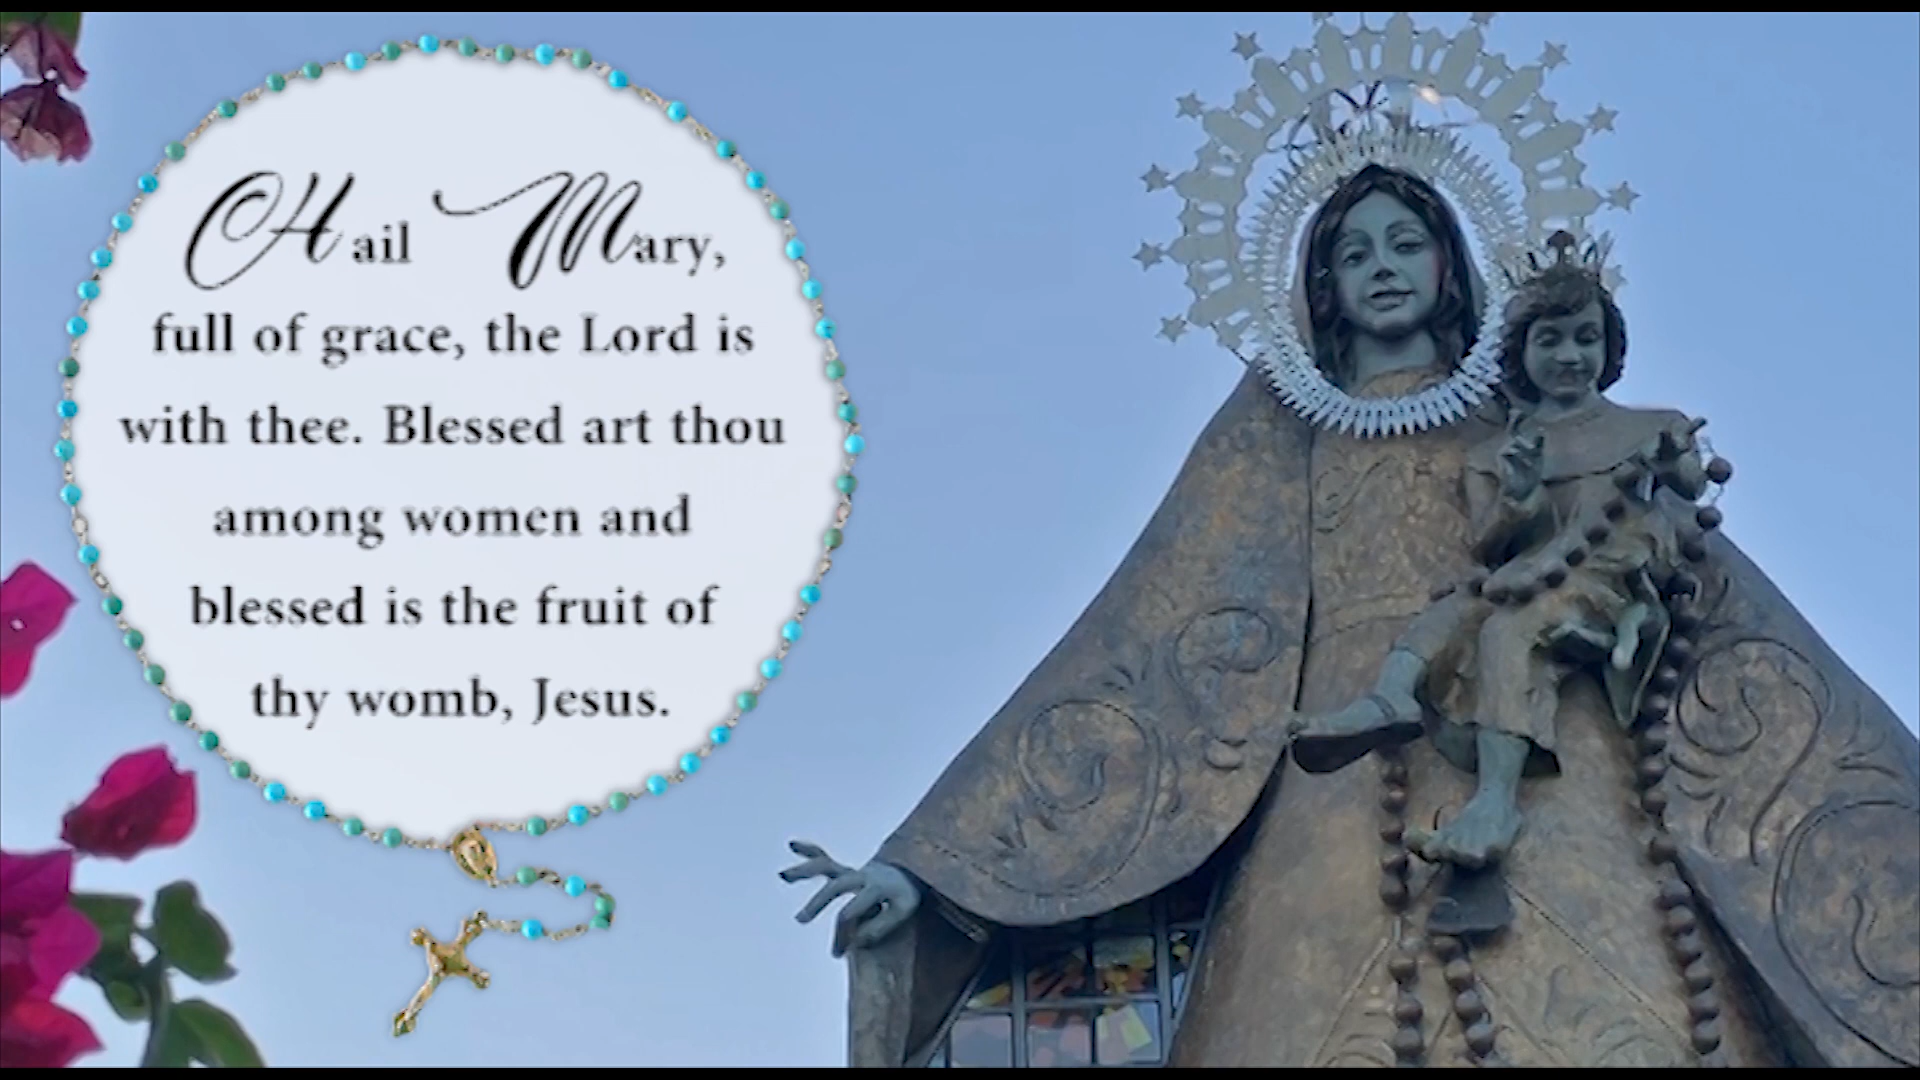 Hail Mary,
full of grace, the Lord is
with thee. Blessed art thou
among women and
blessed is the fruit of
thy womb, Jesus.